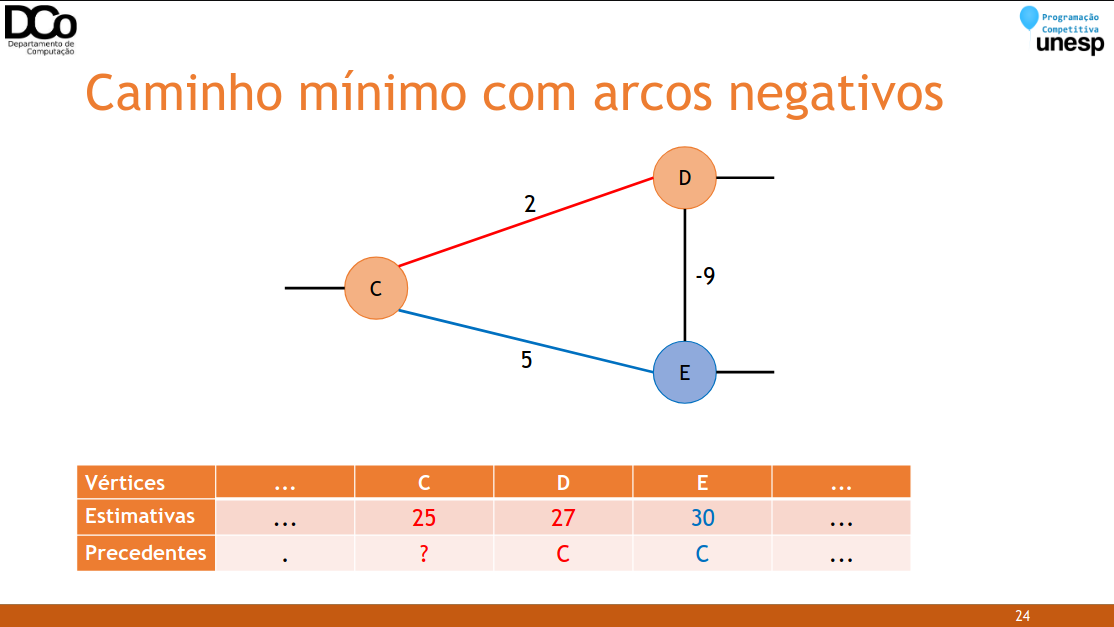 DCo
Departamento de
Computação
Programação
Competitiva
unesp
Caminho mínimo com arcos negativos
D
2
-9
C
5
E
Vértices ... C D E ...
Estimativas ... 25 27 30 ...
Precedentes . ? C C ...
24